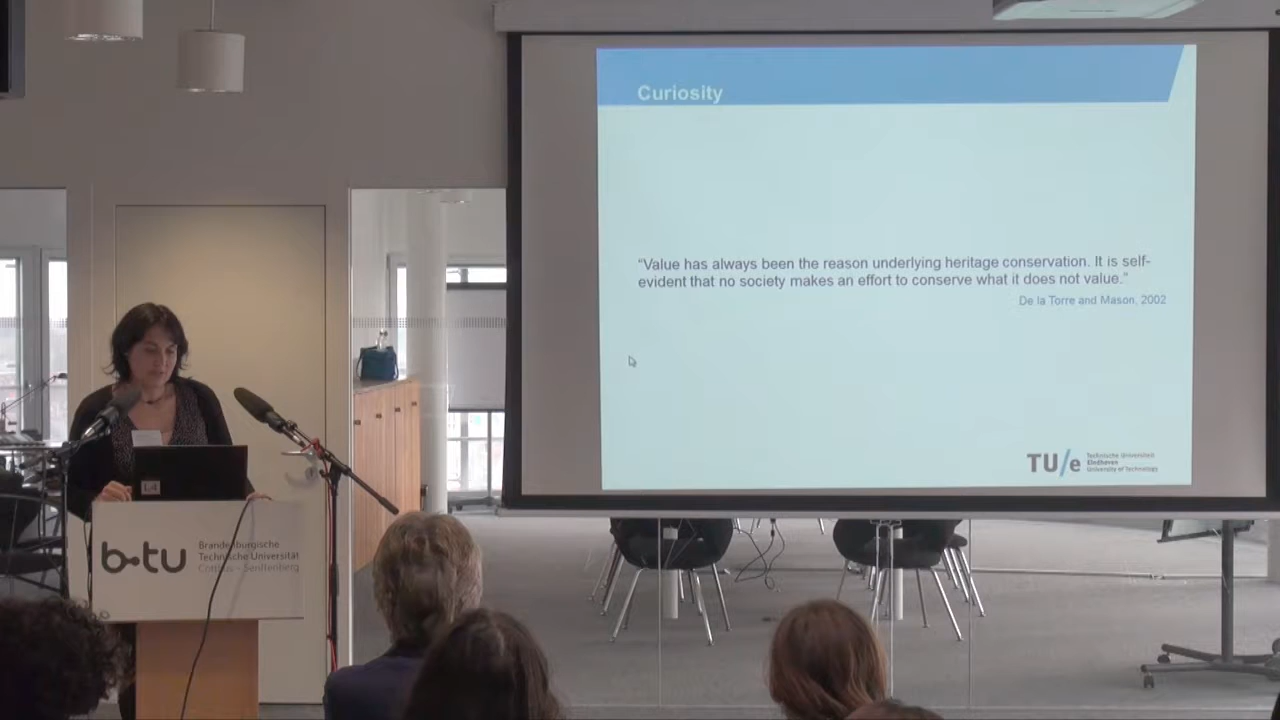 Curiosity
“Value has always been the reason underlying heritage conservation. It is self-
evident that no society makes an effort to conserve what it does not value.”
De la Torre and Mason, 2002
TU/e
Technische Universiteit
Eindhoven
University of Technology
b-tu
Brandenburgische
Technische Universität
Cottbus - Senftenberg